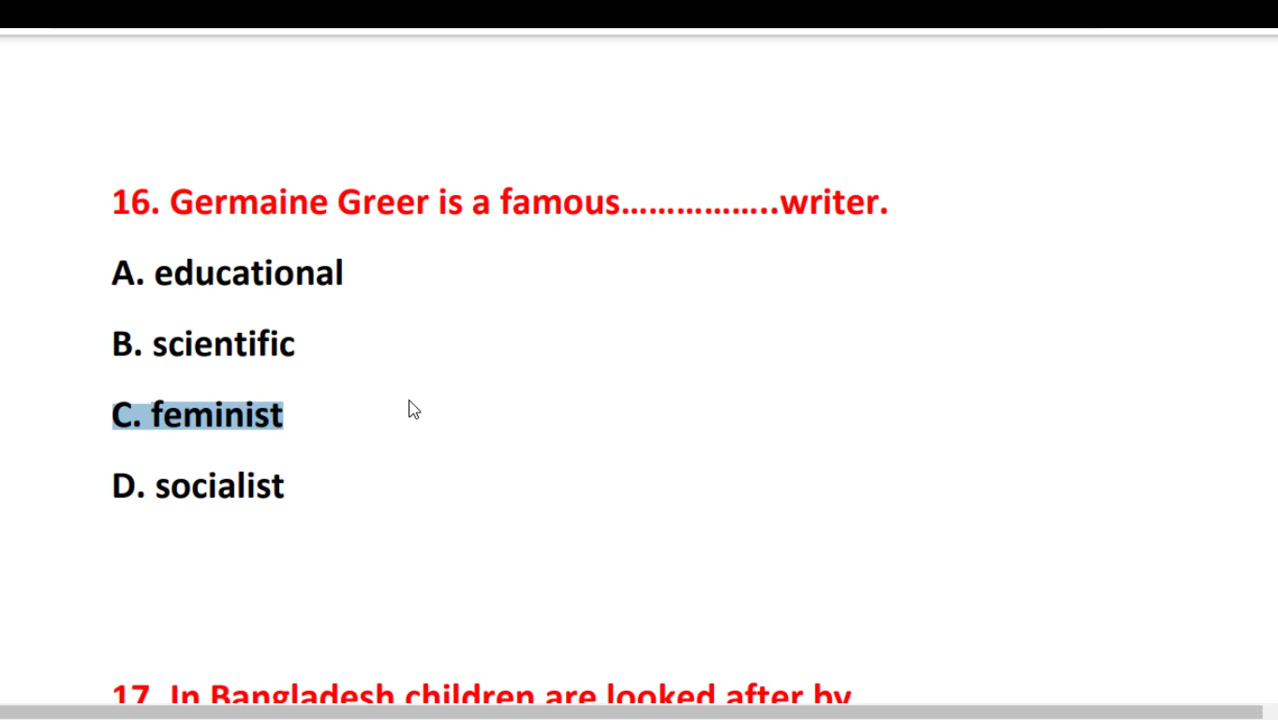 16. Germaine Greer is a famous……………..writer.
A. educational
B. scientific
C. feminist
D. socialist
17. In Bangladesh children are looked after by